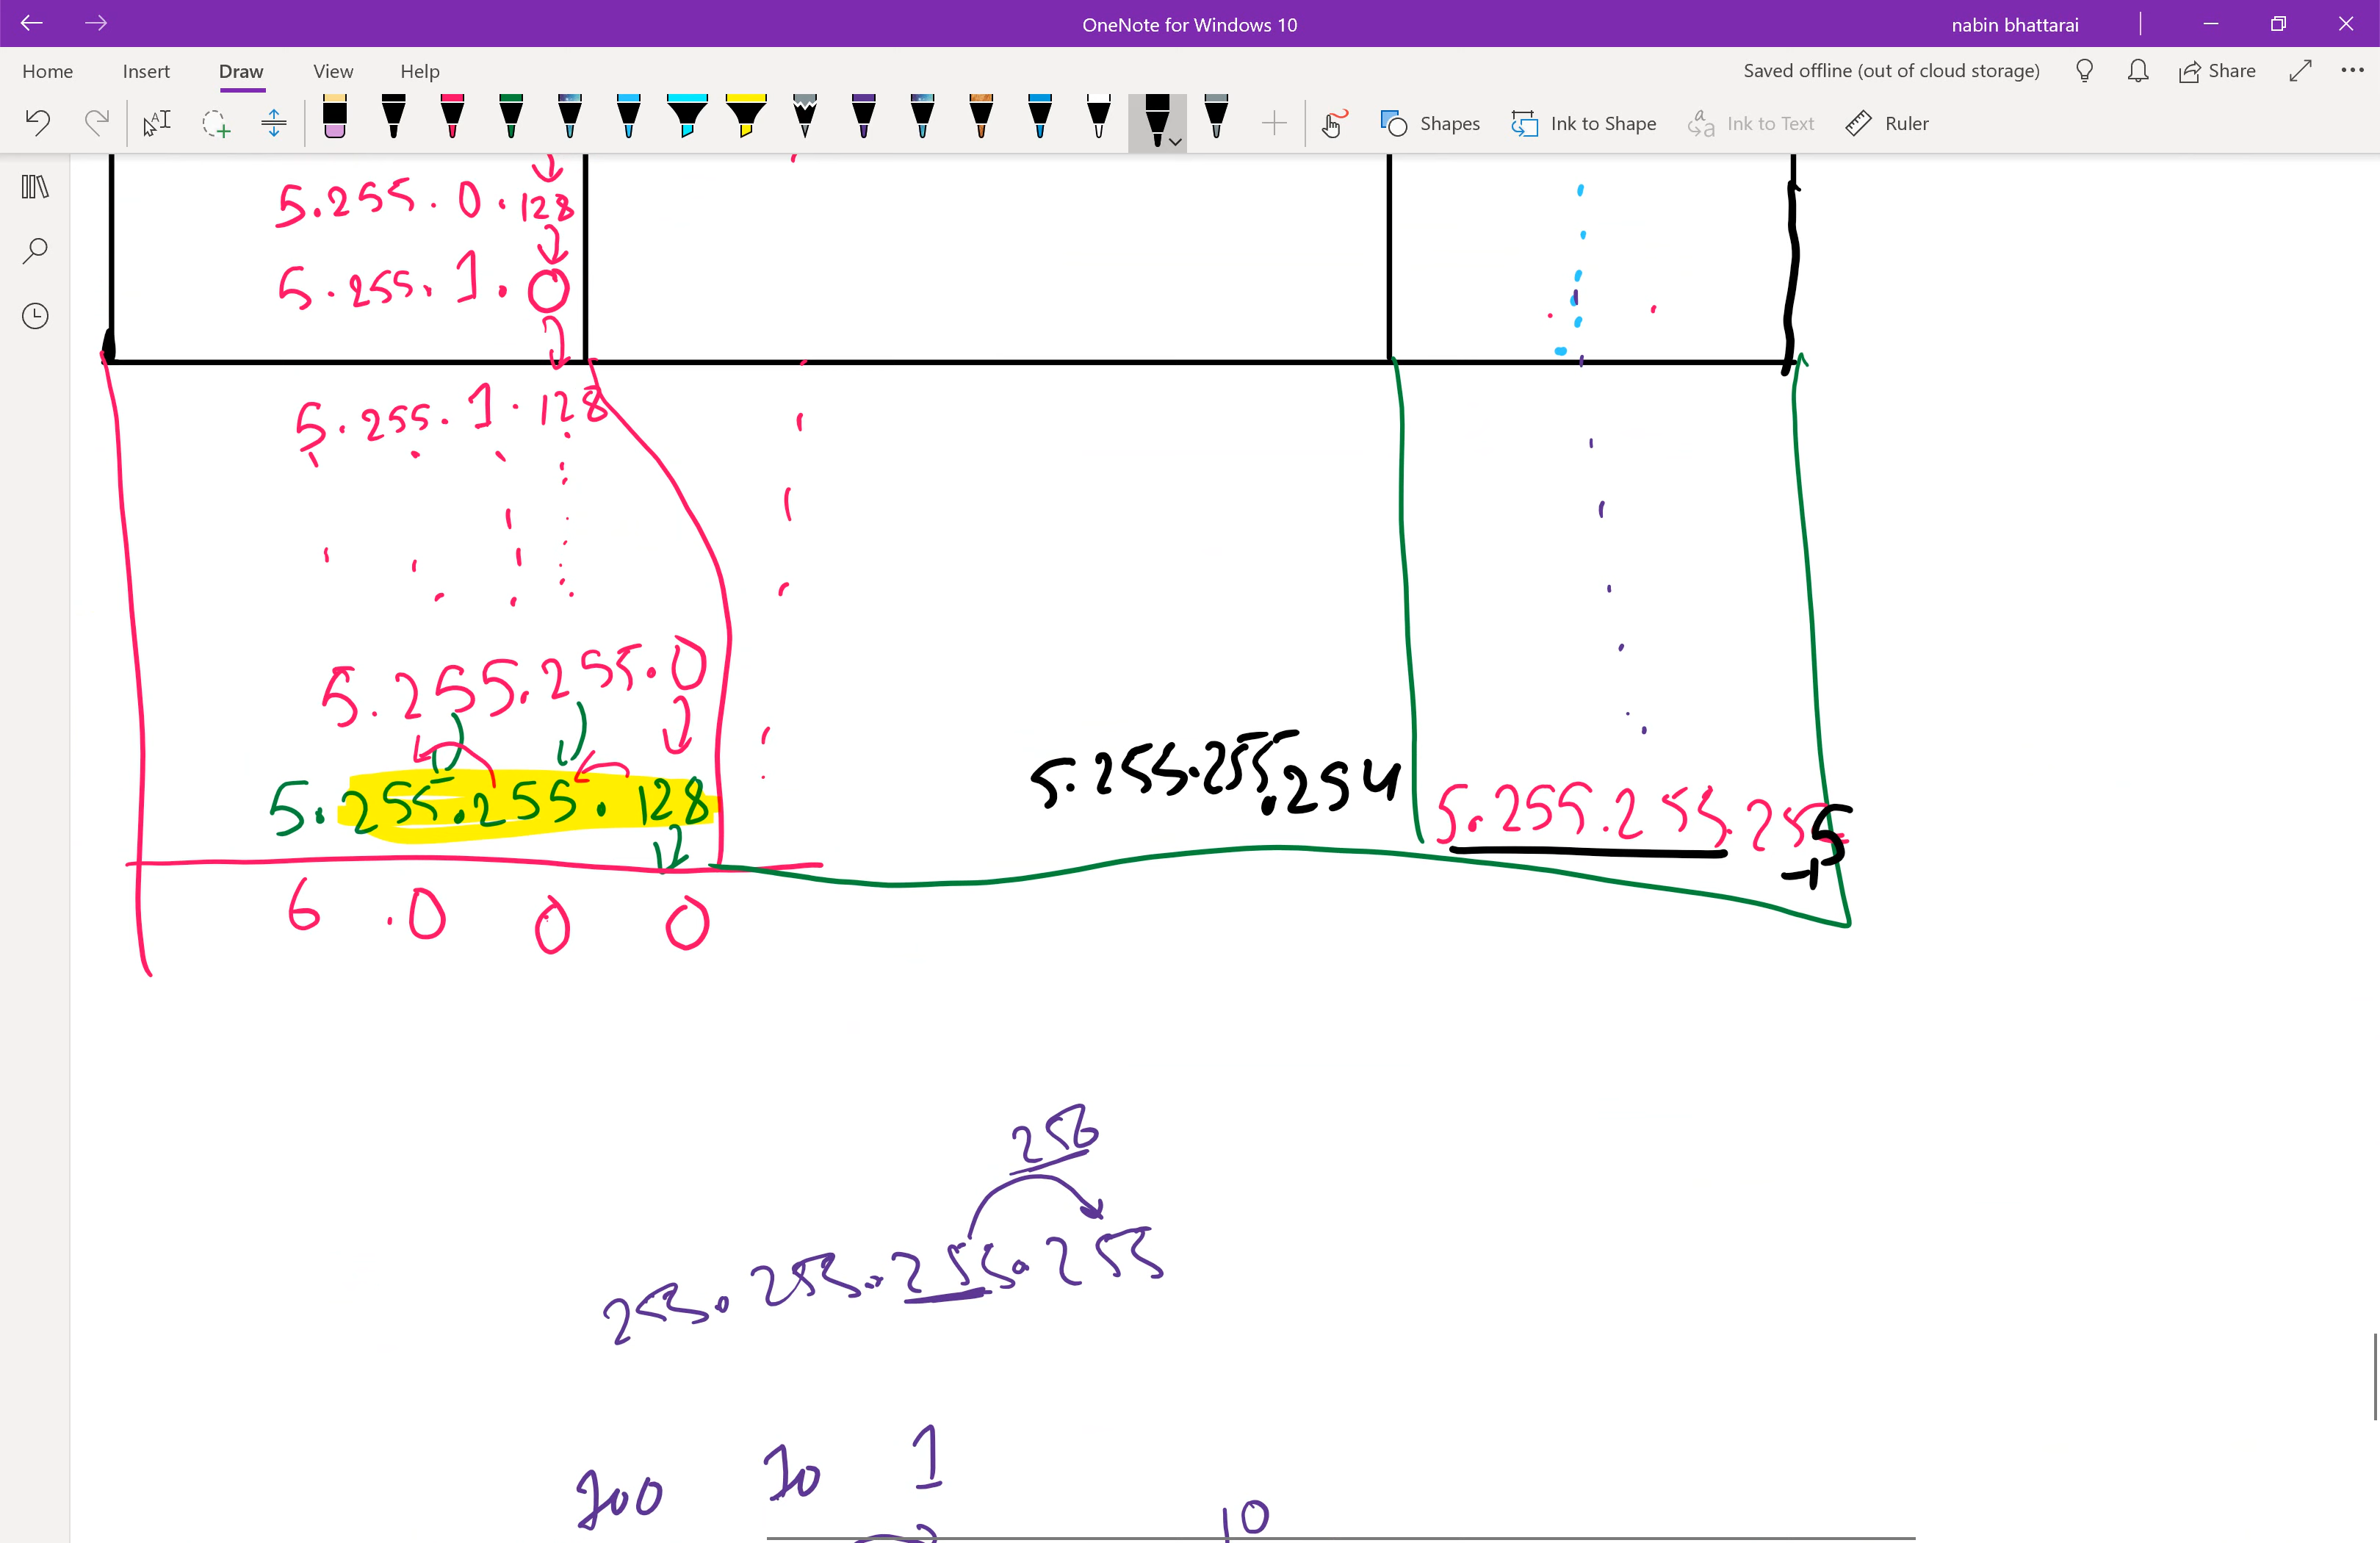 OneNote for Windows 10
nabin bhattarai
Home Insert Draw View Help
Saved offline (out of cloud storage)
Share
Shapes
Ink to Shape
Ink to Text
Ruler
5.255.0.128
5.255.1.0
5.255.1.128
5.255.255.0
5.255.255.128
5.255.255.254
5.255.255.255
-1
6.0 0 0
256
255.255.255.255
100 10 1
10